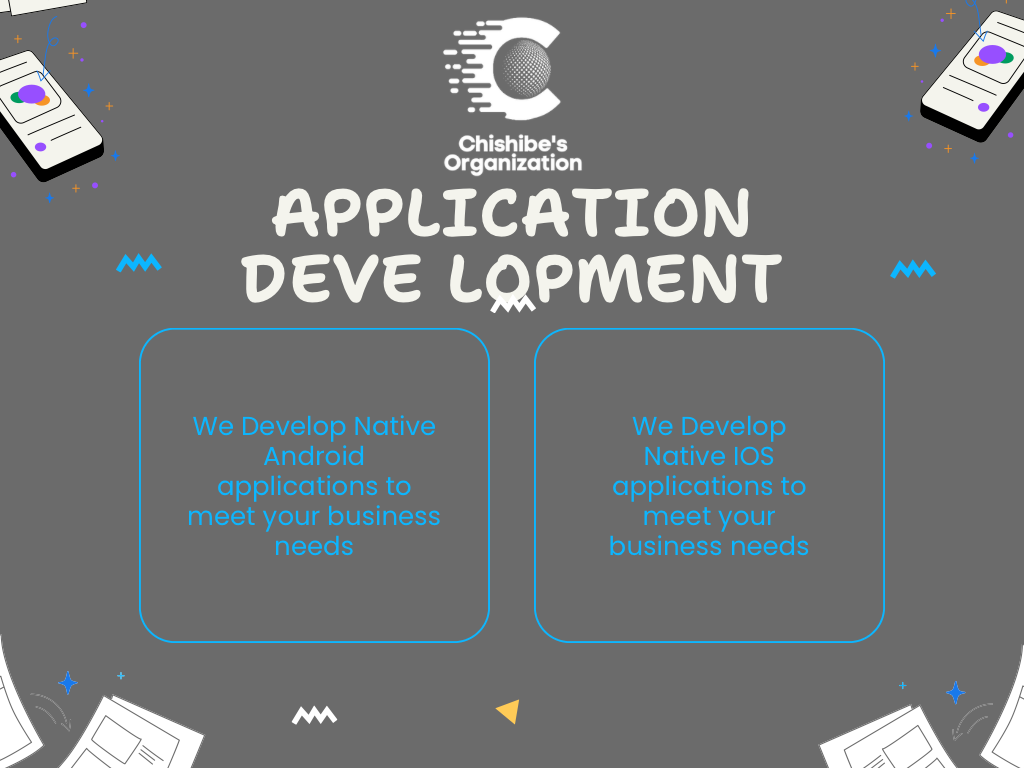 Chishibe's
Organization
APPLICATION
DEVE LOPMENT
We Develop Native
Android
applications to
meet your business
needs
We Develop
Native IOS
applications to
meet your
business needs